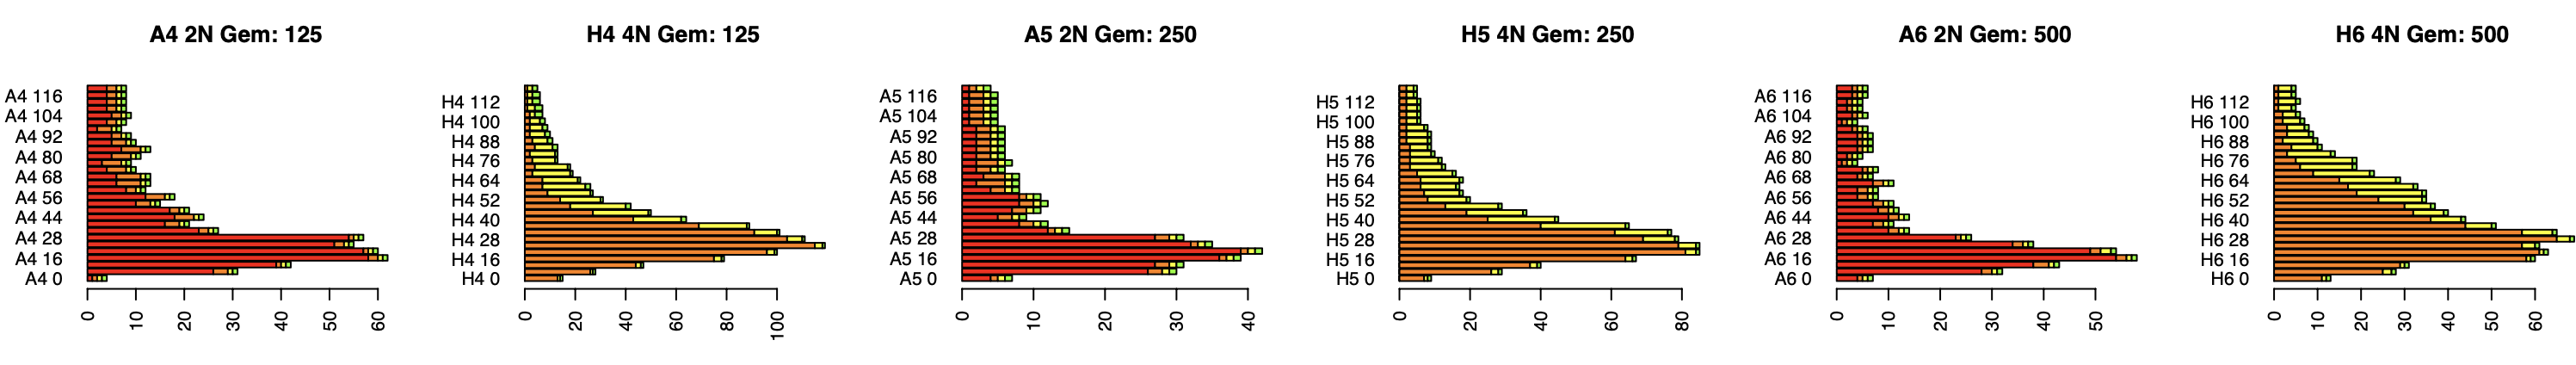 A4 2N Gem: 125
A4 116
A4 104
A4 92
A4 80
A4 68
A4 56
A4 44
A4 28
A4 16
A4 0
0 10 20 30 40 50 60
H4 4N Gem: 125
H4 112
H4 100
H4 88
H4 76
H4 64
H4 52
H4 40
H4 28
H4 16
H4 0
0 20 40 60 80 100
A5 2N Gem: 250
A5 116
A5 104
A5 92
A5 80
A5 68
A5 56
A5 44
A5 28
A5 16
A5 0
0 10 20 30 40
H5 4N Gem: 250
H5 112
H5 100
H5 88
H5 76
H5 64
H5 52
H5 40
H5 28
H5 16
H5 0
0 20 40 60 80
A6 2N Gem: 500
A6 116
A6 104
A6 92
A6 80
A6 68
A6 56
A6 44
A6 28
A6 16
A6 0
0 10 20 30 40 50
H6 4N Gem: 500
H6 112
H6 100
H6 88
H6 76
H6 64
H6 52
H6 40
H6 28
H6 16
H6 0
0 10 20 30 40 50 60